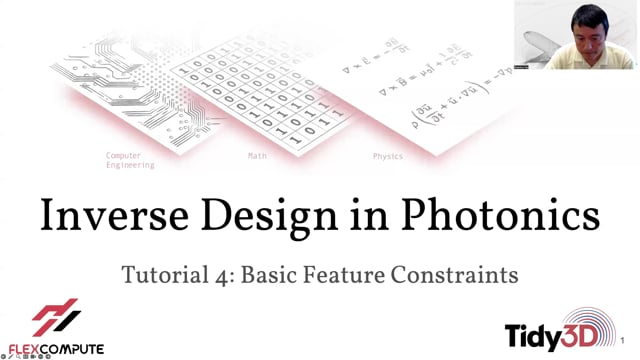 Computer
Engineering
Math
Physics
Inverse Design in Photonics
Tutorial 4: Basic Feature Constraints
FLEXCOMPUTE
Tidy3D
1